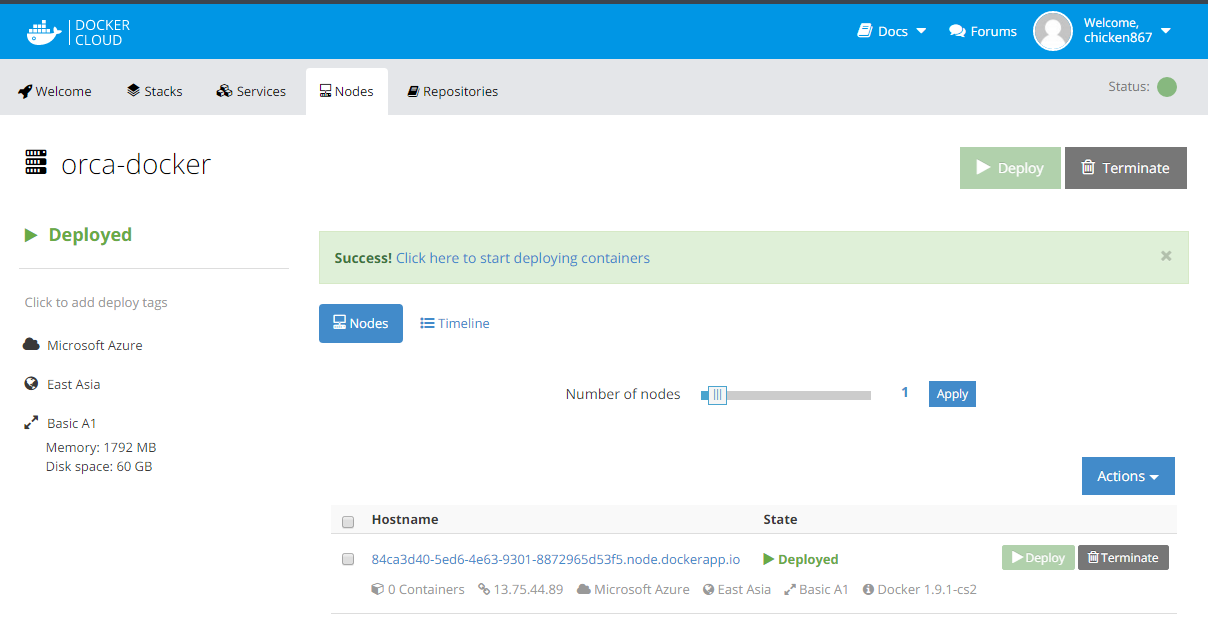 DOCKER
CLOUD
Docs
Forums
Welcome,
chicken867
Welcome
Stacks
Services
Nodes
Repositories
Status:
orca-docker
Deploy
Terminate
Deployed
Success! Click here to start deploying containers
×
Click to add deploy tags
Nodes
Timeline
Microsoft Azure
East Asia
Number of nodes
1
Apply
Basic A1
Memory: 1792 MB
Disk space: 60 GB
Actions
Hostname
State
84ca3d40-5ed6-4e63-9301-8872965d53f5.node.dockerapp.io
Deployed
Deploy
Terminate
0 Containers
13.75.44.89
Microsoft Azure
East Asia
Basic A1
Docker 1.9.1-cs2